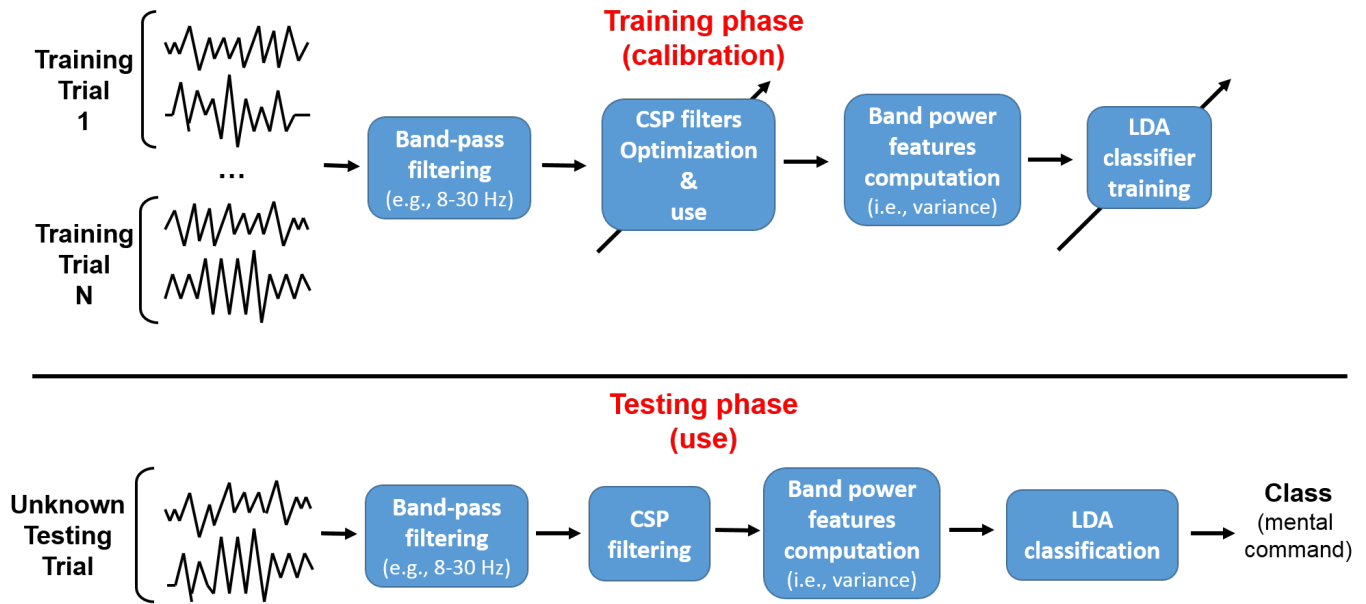 Training phase
(calibration)
Training
Trial
1
...
Training
Trial
N
Band-pass
filtering
(e.g., 8-30 Hz)
CSP filters
Optimization
&
use
Band power
features
computation
(i.e., variance)
LDA
classifier
training
Testing phase
(use)
Unknown
Testing
Trial
Band-pass
filtering
(e.g., 8-30 Hz)
CSP
filtering
Band power
features
computation
(i.e., variance)
LDA
classification
Class
(mental
command)